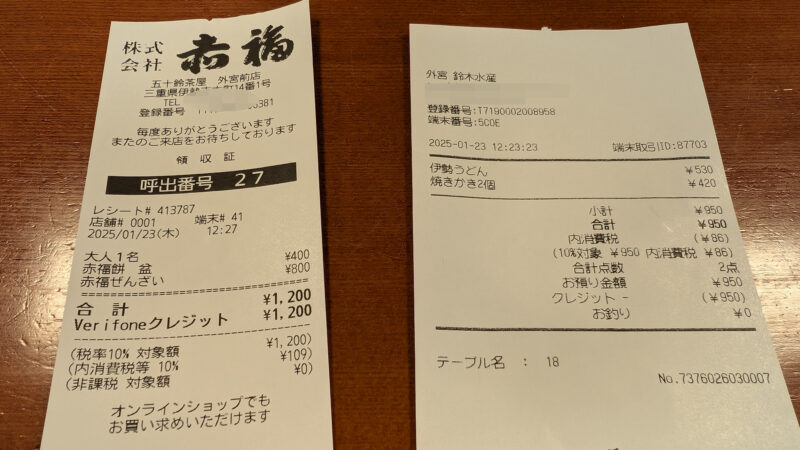 株式
会社 赤福
五十鈴茶屋 外宮前店
三重県伊勢市本町14番1号
TEL
登録番号
毎度ありがとうございます
またのご来店をお待ちしております
領 収 証
呼出番号 27
レシート# 413787
店舗# 0001 端末# 41
2025/01/23(木) 12:27
大人1名
赤福餅 盆 ¥400
赤福ぜんざい ¥800
合 計 ¥1,200
Verifoneクレジット ¥1,200
(税率10% 対象額 ¥1,200)
(内消費税等 10% ¥109)
(非課税 対象額 ¥0)
オンラインショップでも
お買い求めいただけます
外宮 鈴木水産
登録番号:T7190002008958
端末番号:5C0E
2025-01-23 12:23:23 端末取引ID:87703
伊勢うどん ¥530
焼きかき2個 ¥420
小計 ¥950
合計 ¥950
内消費税 (¥86)
(10%対象 ¥950 内消費税 ¥86)
合計点数 2点
お預り金額 ¥950
クレジット - (¥950)
お釣り ¥0
テーブル名 : 18
No.7376026030007